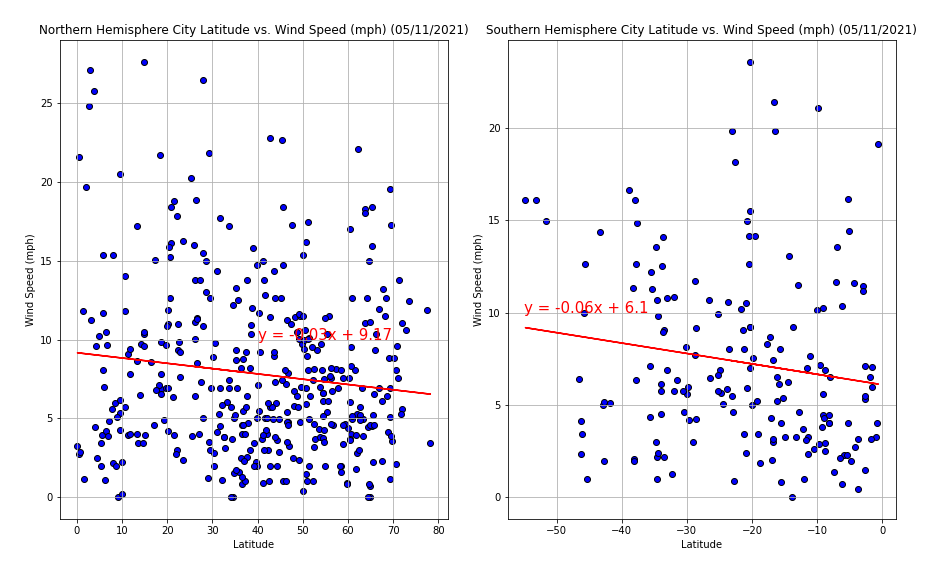 Northern Hemisphere City Latitude vs. Wind Speed (mph) (05/11/2021)
Wind Speed (mph)
25
20
15
10
5
0
y = -0.03x + 9.17
0 10 20 30 40 50 60 70 80
Latitude
Southern Hemisphere City Latitude vs. Wind Speed (mph) (05/11/2021)
Wind Speed (mph)
20
15
10
5
0
y = -0.06x + 6.1
−50 −40 −30 −20 −10 0
Latitude